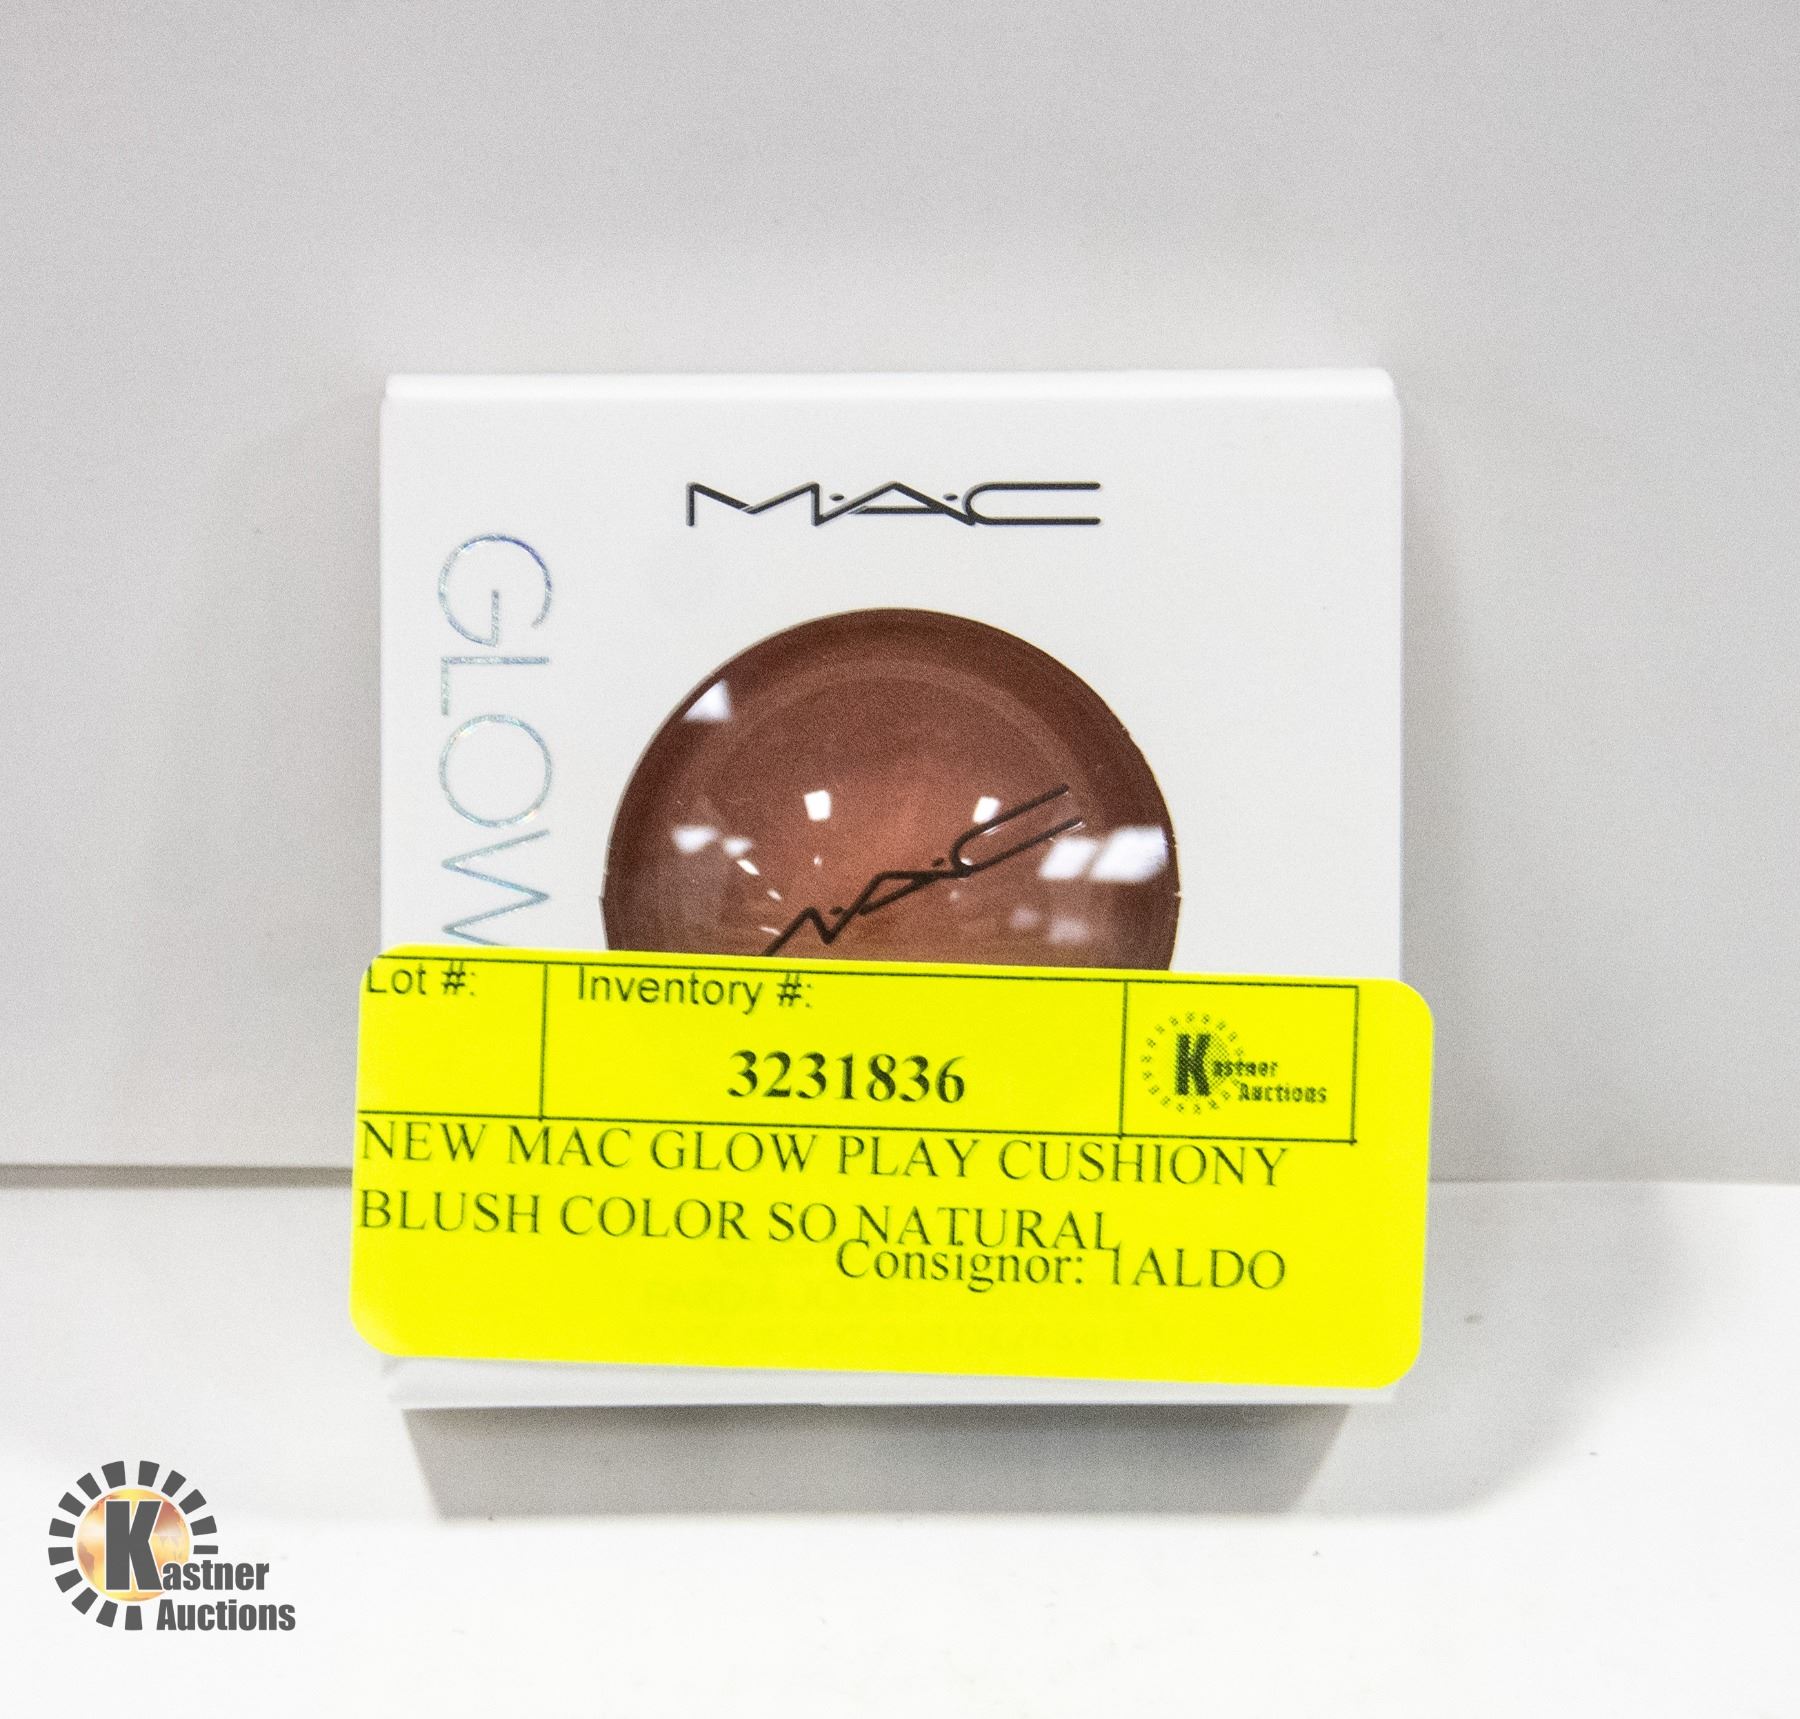 M·A·C
GLOW
M·A·C
Lot #:
Inventory #:
3231836
Kastner
Auctions
NEW MAC GLOW PLAY CUSHIONY
BLUSH COLOR SO NATURAL
Consignor: 1ALDO
Kastner
Auctions